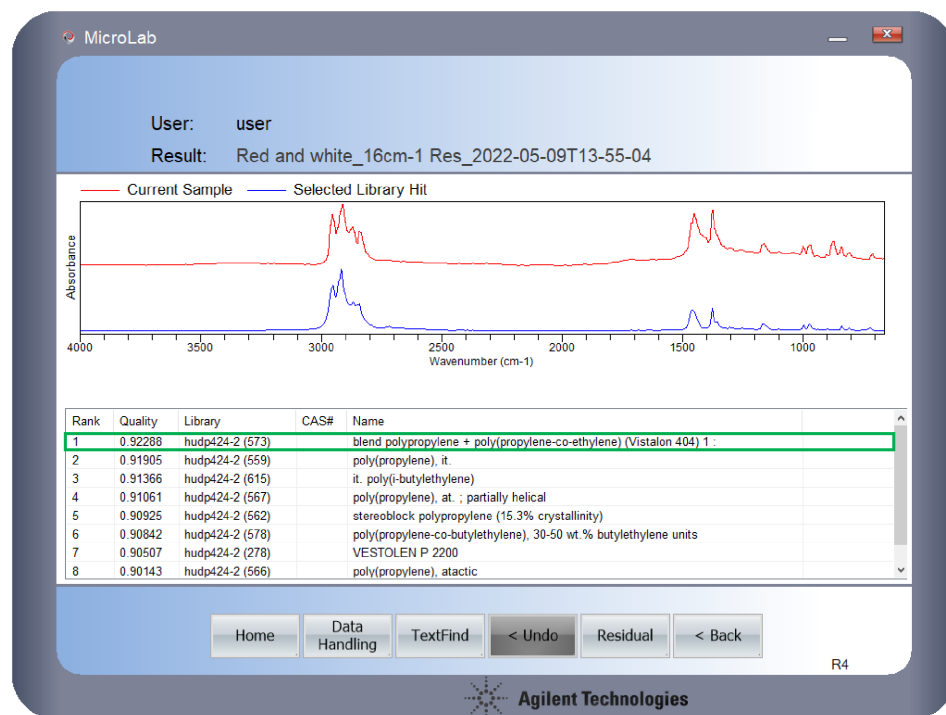 MicroLab
User: user
Result: Red and white_16cm-1 Res_2022-05-09T13-55-04
Current Sample Selected Library Hit
Absorbance
4000 3500 3000 2500 2000 1500 1000
Wavenumber (cm-1)
Rank Quality Library CAS# Name
1 0.92288 hudp424-2 (573) blend polypropylene + poly(propylene-co-ethylene) (Vistalon 404) 1 :
2 0.91905 hudp424-2 (559) poly(propylene), it.
3 0.91366 hudp424-2 (615) it. poly(i-butylethylene)
4 0.91061 hudp424-2 (567) poly(propylene), at. ; partially helical
5 0.90925 hudp424-2 (562) stereoblock polypropylene (15.3% crystallinity)
6 0.90842 hudp424-2 (578) poly(propylene-co-butylethylene), 30-50 wt.% butylethylene units
7 0.90507 hudp424-2 (278) VESTOLEN P 2200
8 0.90143 hudp424-2 (566) poly(propylene), atactic
Home Data Handling TextFind < Undo Residual < Back
R4
Agilent Technologies